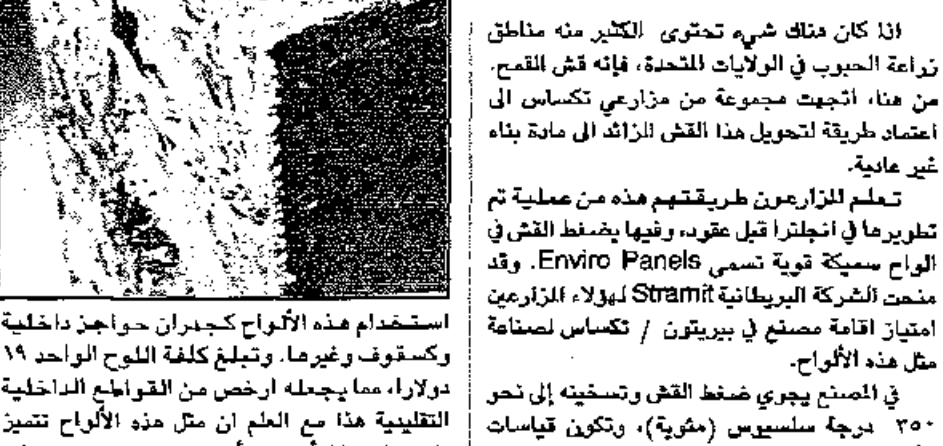 اذا كان هناك شيء تحتوى الكثير منه مناطق
زراعة الحبوب في الولايات المتحدة، فإنه قش القمح.
من هنا، اتجهت مجموعة من مزارعي تكساس الى
اعتماد طريقة لتحويل هذا القش الزائد الى مادة بناء
غير عادية.
تعلم المزارعون طريقتهم هذه من عملية تم
تطويرها في انجلترا قبل عقود، وفيها يضغط القش في
الواح سميكة قوية تسمى Enviro Panels. وقد
منحت الشركة البريطانية Stramit لهؤلاء المزارعين
امتياز اقامة مصنع في بيريتون / تكساس لصناعة
مثل هذه الألواح.
في المصنع يجري ضغط القش وتسخينه إلى نحو
٣٥٠ درجة سلسيوس (مئوية)، وتكون قياسات
استخدام هذه الألواح كجدران حواجز داخلية
وكسقوف وغيرها. وتبلغ كلفة اللوح الواحد ١٩
دولارا، مما يجعله ارخص من القواطع الداخلية
التقليدية هذا مع العلم ان مثل هذه الألواح تتميز